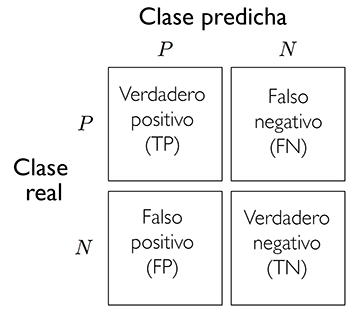 Clase predicha
P N
Verdadero
positivo
(TP)
Falso
negativo
(FN)
P
Clase
real
Falso
positivo
(FP)
Verdadero
negativo
(TN)
N